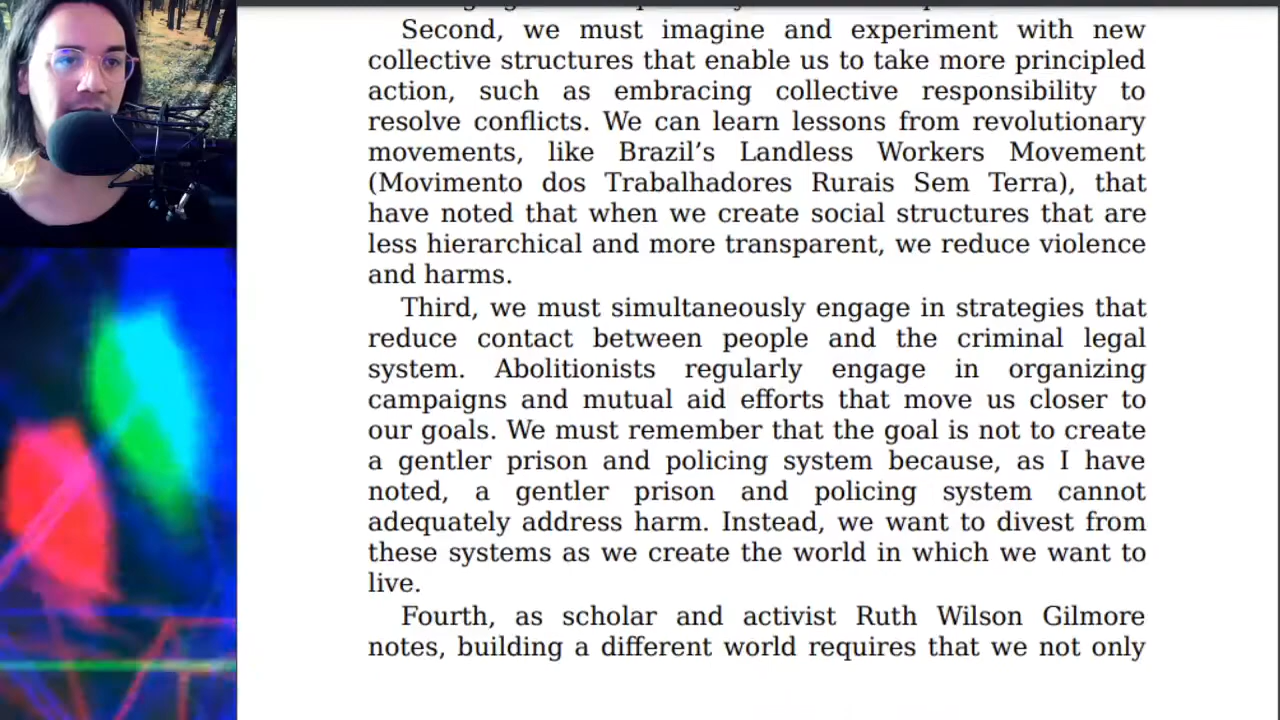 Second, we must imagine and experiment with new
collective structures that enable us to take more principled
action, such as embracing collective responsibility to
resolve conflicts. We can learn lessons from revolutionary
movements, like Brazil’s Landless Workers Movement
(Movimento dos Trabalhadores Rurais Sem Terra), that
have noted that when we create social structures that are
less hierarchical and more transparent, we reduce violence
and harms.
Third, we must simultaneously engage in strategies that
reduce contact between people and the criminal legal
system. Abolitionists regularly engage in organizing
campaigns and mutual aid efforts that move us closer to
our goals. We must remember that the goal is not to create
a gentler prison and policing system because, as I have
noted, a gentler prison and policing system cannot
adequately address harm. Instead, we want to divest from
these systems as we create the world in which we want to
live.
Fourth, as scholar and activist Ruth Wilson Gilmore
notes, building a different world requires that we not only